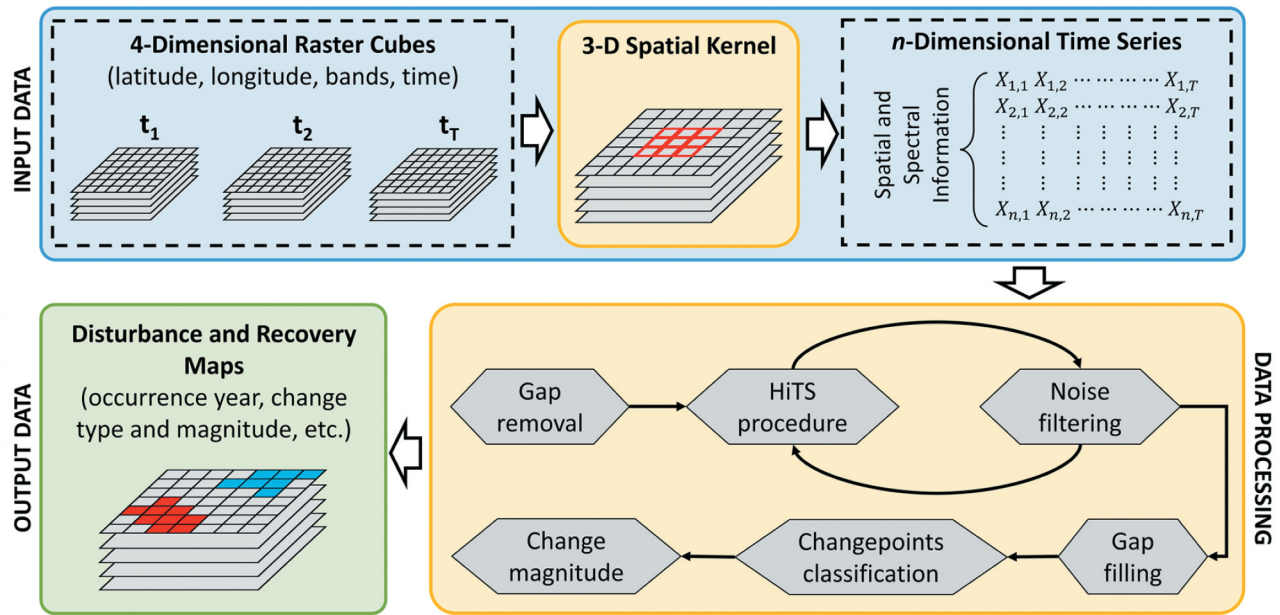 INPUT DATA
4-Dimensional Raster Cubes
(latitude, longitude, bands, time)
t₁ t₂ t_T
3-D Spatial Kernel
n-Dimensional Time Series
Spatial and
Spectral
Information
X₁,₁ X₁,₂ ⋯ ⋯ ⋯ ⋯ X₁,T
X₂,₁ X₂,₂ ⋯ ⋯ ⋯ ⋯ X₂,T
⋮ ⋮ ⋮ ⋮ ⋮ ⋮ ⋮
⋮ ⋮ ⋮ ⋮ ⋮ ⋮ ⋮
Xₙ,₁ Xₙ,₂ ⋯ ⋯ ⋯ ⋯ Xₙ,T
DATA PROCESSING
Gap
removal
HiTS
procedure
Noise
filtering
Gap
filling
Changepoints
classification
Change
magnitude
OUTPUT DATA
Disturbance and Recovery
Maps
(occurrence year, change
type and magnitude, etc.)